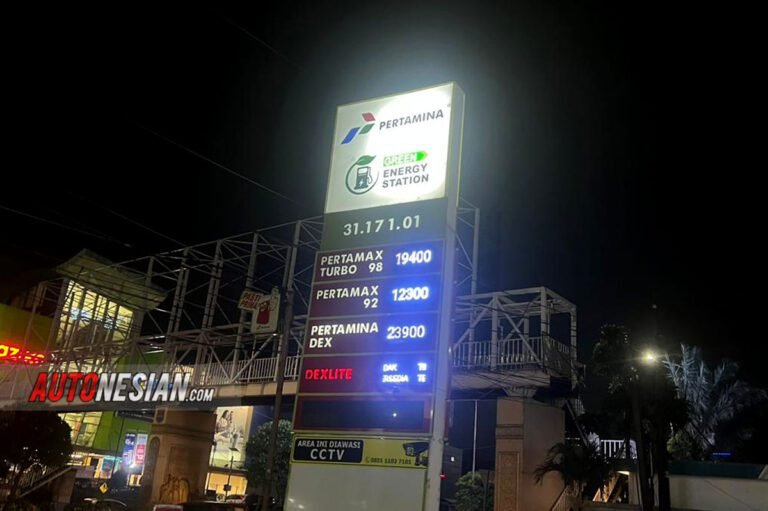 PERTAMINA
GREEN
ENERGY
STATION
31.171.01
PERTAMAX
TURBO 98 19400
PERTAMAX
92 12300
PERTAMINA
DEX 23900
DEXLITE
AREA INI DIAWASI
CCTV
AUTONESIAN.COM